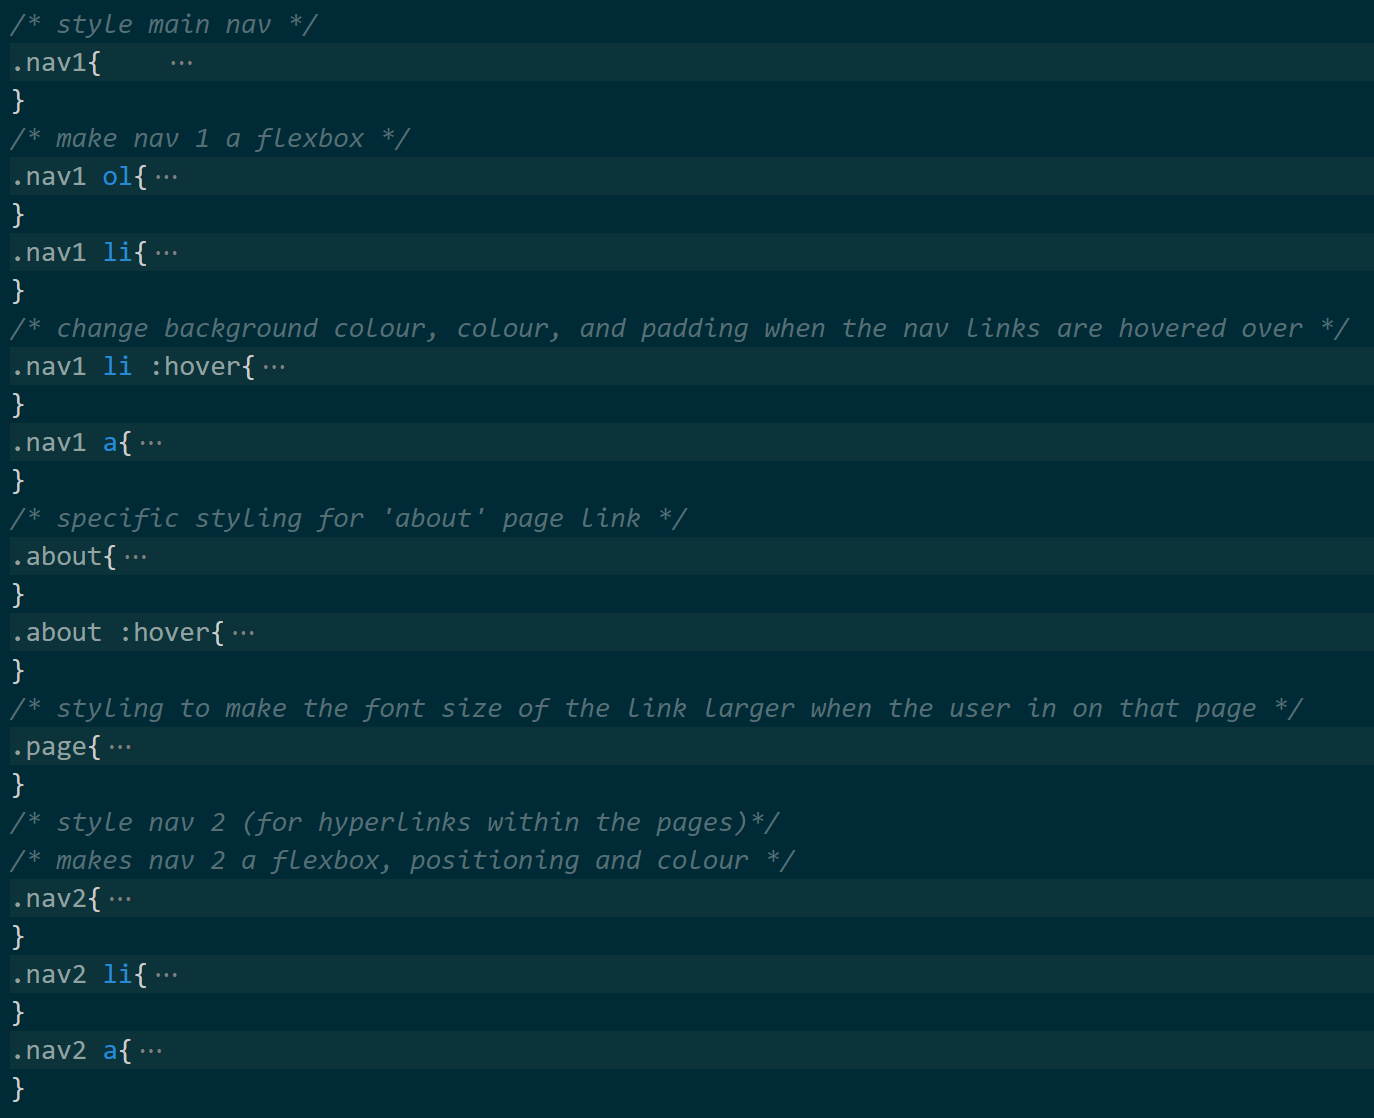 /* style main nav */
.nav1{    ···
}
/* make nav 1 a flexbox */
.nav1 ol{ ···
}
.nav1 li{ ···
}
/* change background colour, colour, and padding when the nav links are hovered over */
.nav1 li :hover{ ···
}
.nav1 a{ ···
}
/* specific styling for 'about' page link */
.about{ ···
}
.about :hover{ ···
}
/* styling to make the font size of the link larger when the user in on that page */
.page{ ···
}
/* style nav 2 (for hyperlinks within the pages)*/
/* makes nav 2 a flexbox, positioning and colour */
.nav2{ ···
}
.nav2 li{ ···
}
.nav2 a{ ···
}